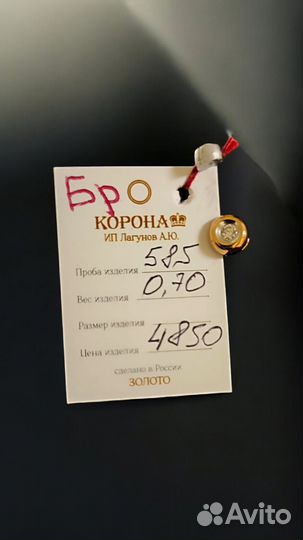 Бр
КОРОНА
ИП Лагунов А.Ю.
Проба изделия 585
Вес изделия 0,70
Размер изделия
Цена изделия 4850
сделано в России
ЗОЛОТО
Avito